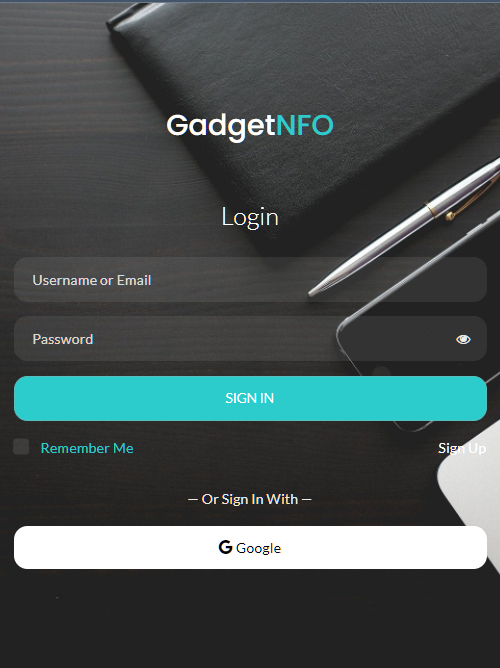 GadgetNFO
Login
Username or Email
Password
SIGN IN
Remember Me
Sign Up
— Or Sign In With —
Google